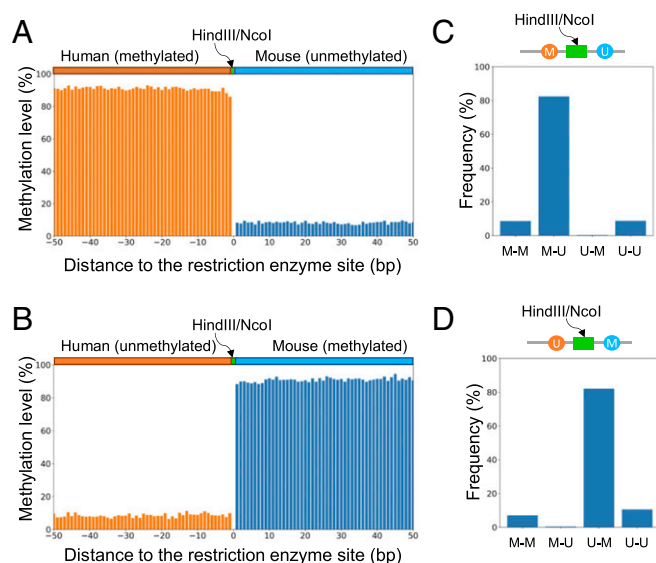 A
HindIII/NcoI
Human (methylated)
Mouse (unmethylated)
Methylation level (%)
100
80
60
40
20
0
−50 −40 −30 −20 −10 0 10 20 30 40 50
Distance to the restriction enzyme site (bp)
B
HindIII/NcoI
Human (unmethylated)
Mouse (methylated)
Methylation level (%)
100
80
60
40
20
0
−50 −40 −30 −20 −10 0 10 20 30 40 50
Distance to the restriction enzyme site (bp)
C
HindIII/NcoI
M U
Frequency (%)
100
80
60
40
20
0
M-M M-U U-M U-U
D
HindIII/NcoI
U M
Frequency (%)
100
80
60
40
20
0
M-M M-U U-M U-U